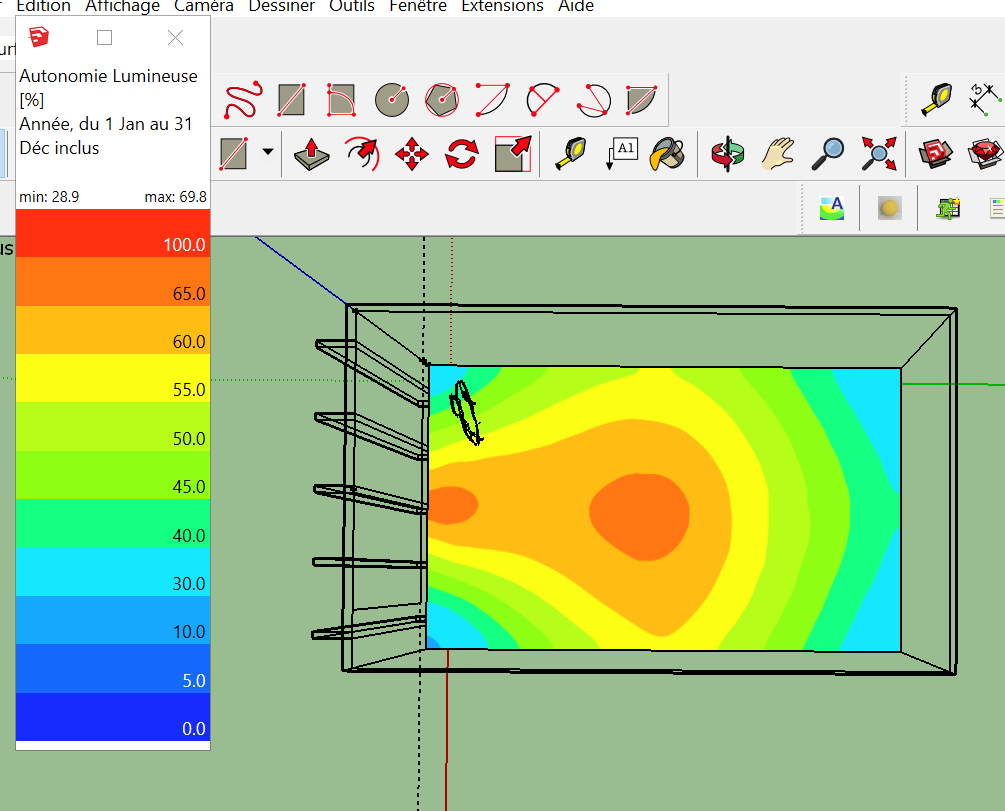 Edition Affichage Caméra Dessiner Outils Fenêtre Extensions Aide
Autonomie Lumineuse
[%]
Année, du 1 Jan au 31
Déc inclus
min: 28.9 max: 69.8
100.0
65.0
60.0
55.0
50.0
45.0
40.0
30.0
10.0
5.0
0.0
A1
3
A